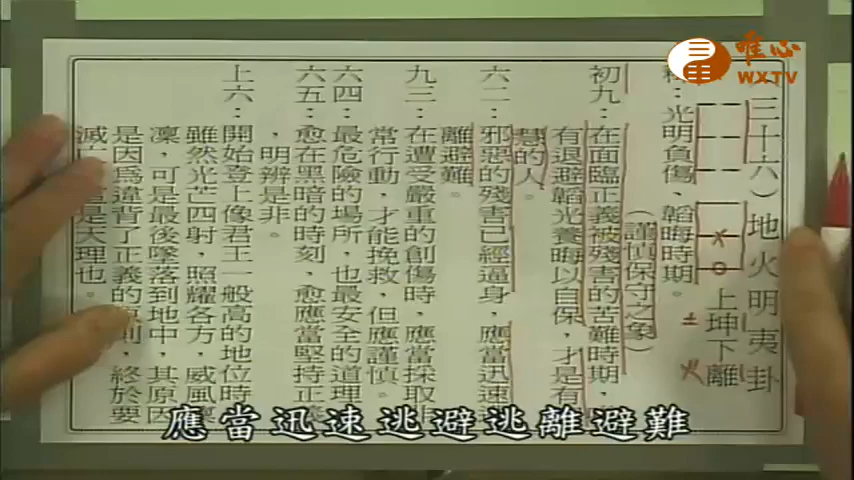 唯心
WXTV
(三十六)地火明夷卦
上坤下離
土 火
光明負傷、韜晦時期。
(謹慎保守之象)
初九:在面臨正義被殘害的苦難時期,
有退避韜光養晦以自保,才是有
慧的人。
六二:邪惡的殘害已經逼身,應當迅速
離避難。
九三:在遭受嚴重的創傷時,應當採取非
常行動,才能挽救,但應謹慎。
六四:最危險的場所,也最安全的道理
六五:愈在黑暗的時刻,愈應當堅持正
,明辨是非。
上六:開始登上像君王一般高的地位時
雖然光芒四射,照耀各方,威風
凜,可是最後墜落到地中,其原因
是因為違背了正義的原則,終於要
滅亡,這是天理也。
應當迅速逃避逃離避難